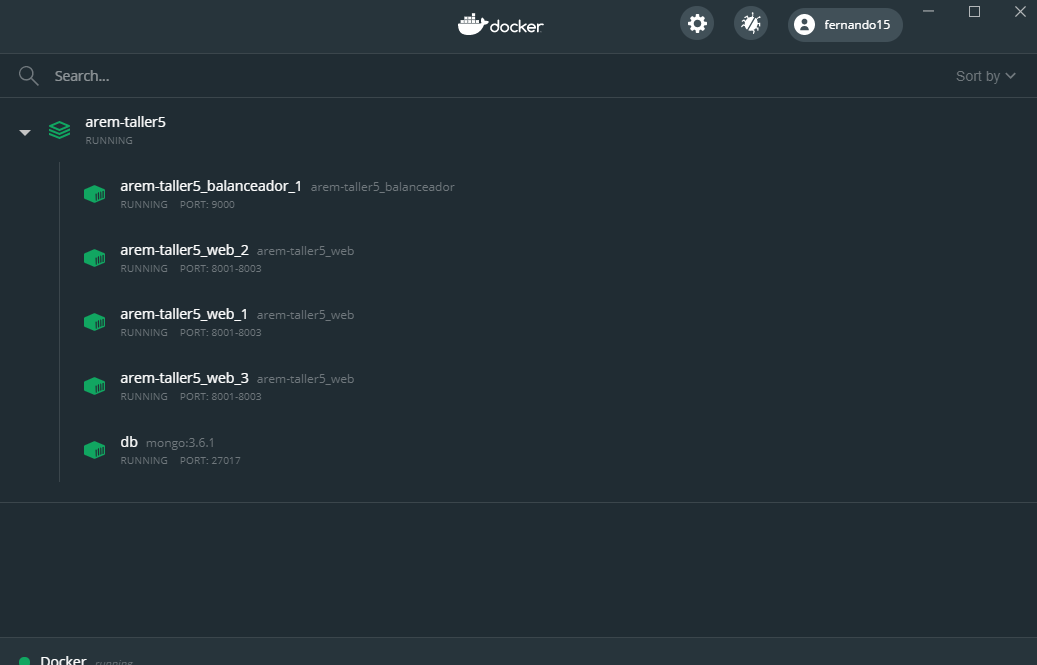 docker
fernando15
Search...
Sort by
arem-taller5
RUNNING
arem-taller5_balanceador_1 arem-taller5_balanceador
RUNNING PORT: 9000
arem-taller5_web_2 arem-taller5_web
RUNNING PORT: 8001-8003
arem-taller5_web_1 arem-taller5_web
RUNNING PORT: 8001-8003
arem-taller5_web_3 arem-taller5_web
RUNNING PORT: 8001-8003
db mongo:3.6.1
RUNNING PORT: 27017
Docker running